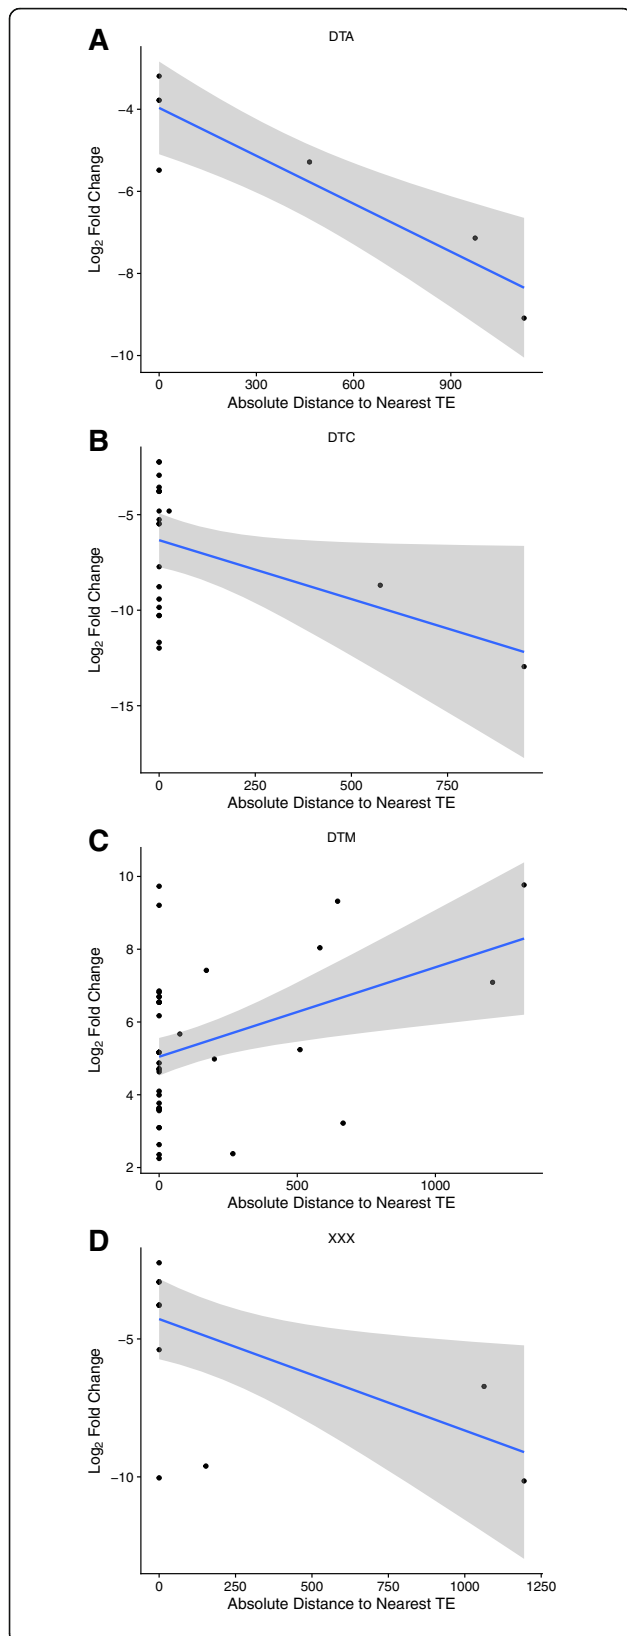 A
DTA
Log2 Fold Change
−4
−6
−8
−10
0 300 600 900
Absolute Distance to Nearest TE
B
DTC
Log2 Fold Change
−5
−10
−15
0 250 500 750
Absolute Distance to Nearest TE
C
DTM
Log2 Fold Change
10
8
6
4
2
0 500 1000
Absolute Distance to Nearest TE
D
XXX
Log2 Fold Change
−5
−10
0 250 500 750 1000 1250
Absolute Distance to Nearest TE